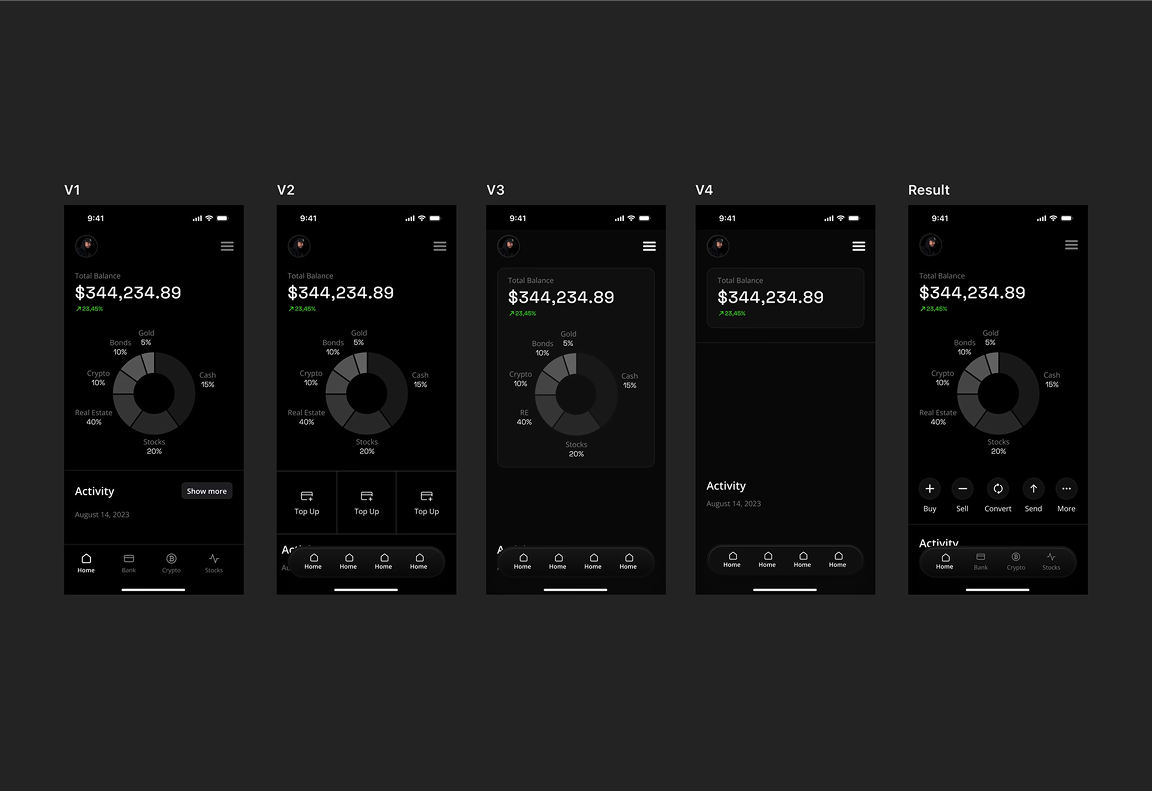 V1
9:41
Total Balance
$344,234.89
23,45%
Gold
5%
Bonds
10%
Crypto
10%
Cash
15%
Real Estate
40%
Stocks
20%
Activity
Show more
August 14, 2023
Home Bank Crypto Stocks
V2
9:41
Total Balance
$344,234.89
23,45%
Gold
5%
Bonds
10%
Crypto
10%
Cash
15%
Real Estate
40%
Stocks
20%
Top Up Top Up Top Up
Home Home Home Home
V3
9:41
Total Balance
$344,234.89
23,45%
Gold
5%
Bonds
10%
Crypto
10%
Cash
15%
RE
40%
Stocks
20%
Home Home Home Home
V4
9:41
Total Balance
$344,234.89
23,45%
Activity
August 14, 2023
Home Home Home Home
Result
9:41
Total Balance
$344,234.89
23,45%
Gold
5%
Bonds
10%
Crypto
10%
Cash
15%
Real Estate
40%
Stocks
20%
Buy Sell Convert Send More
Activity
Home Bank Crypto Stocks